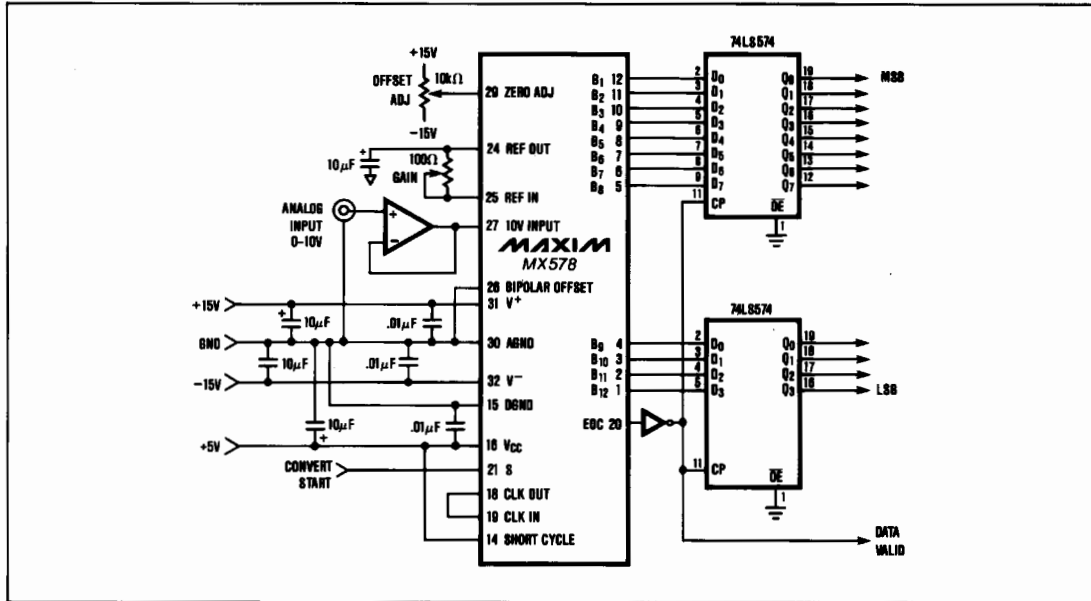 +15V
OFFSET
ADJ
10kΩ
-15V
10µF
100Ω
GAIN
ANALOG
INPUT
0-10V
+
-
+15V
GND
-15V
+5V
10µF
.01µF
10µF
.01µF
10µF
.01µF
CONVERT
START
29 ZERO ADJ
24 REF OUT
25 REF IN
27 10V INPUT
MAXIM
MX578
26 BIPOLAR OFFSET
31 V+
30 AGND
32 V-
15 DGND
16 VCC
21 S
18 CLK OUT
19 CLK IN
14 SHORT CYCLE
B1 12
B2 11
B3 10
B4 9
B5 8
B6 7
B7 6
B8 5
B9 4
B10 3
B11 2
B12 1
EOC 20
74LS574
2 D0 Q0 19 MSB
3 D1 Q1 18
4 D2 Q2 17
5 D3 Q3 16
6 D4 Q4 15
7 D5 Q5 14
8 D6 Q6 13
9 D7 Q7 12
11 CP
OE
1
74LS574
2 D0 Q0 19
3 D1 Q1 18
4 D2 Q2 17
5 D3 Q3 16 LSB
11 CP
OE
1
DATA
VALID